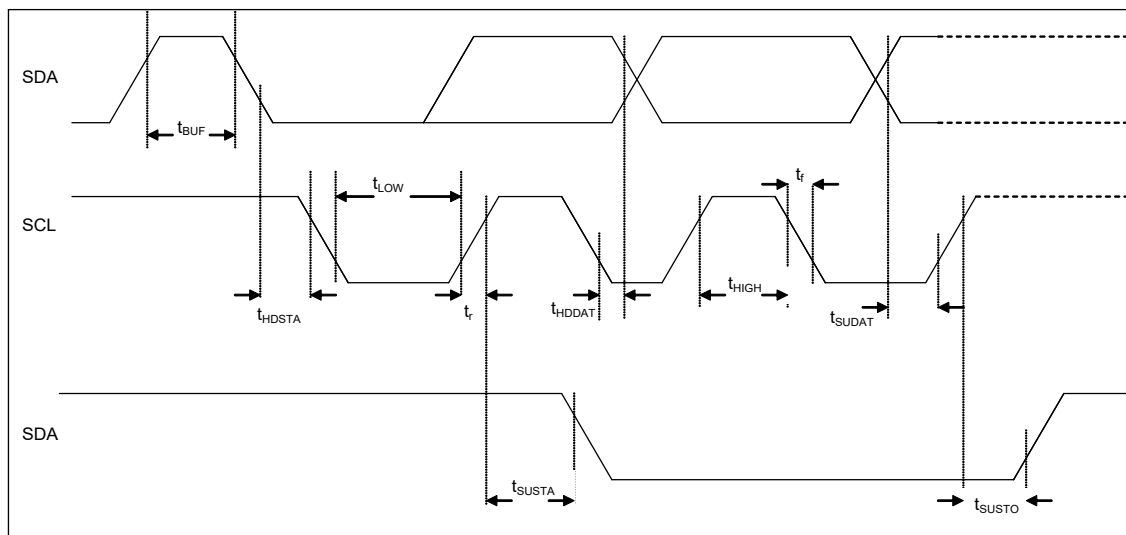 SDA
tBUF
tLOW
tf
SCL
tHDSTA
tr
tHDDAT
tHIGH
tSUDAT
SDA
tSUSTA
tSUSTO